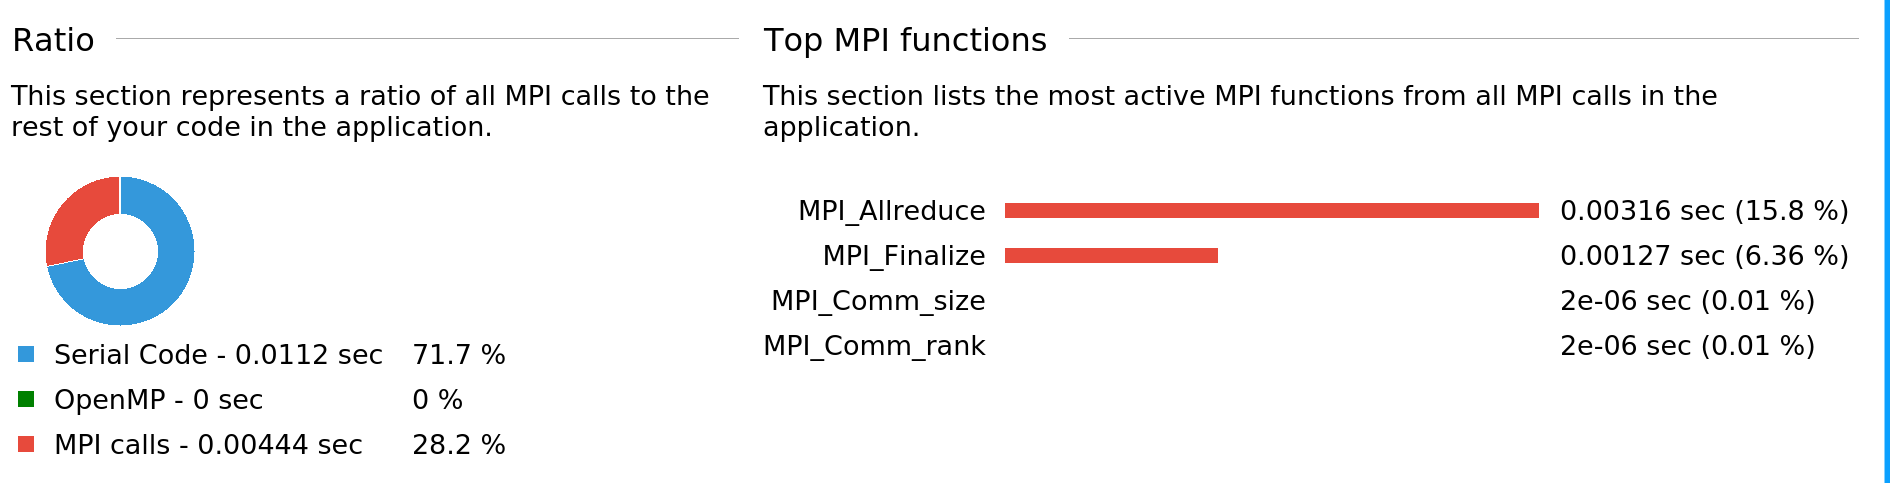 Ratio
This section represents a ratio of all MPI calls to the
rest of your code in the application.
Serial Code - 0.0112 sec 71.7 %
OpenMP - 0 sec 0 %
MPI calls - 0.00444 sec 28.2 %
Top MPI functions
This section lists the most active MPI functions from all MPI calls in the
application.
MPI_Allreduce 0.00316 sec (15.8 %)
MPI_Finalize 0.00127 sec (6.36 %)
MPI_Comm_size 2e-06 sec (0.01 %)
MPI_Comm_rank 2e-06 sec (0.01 %)